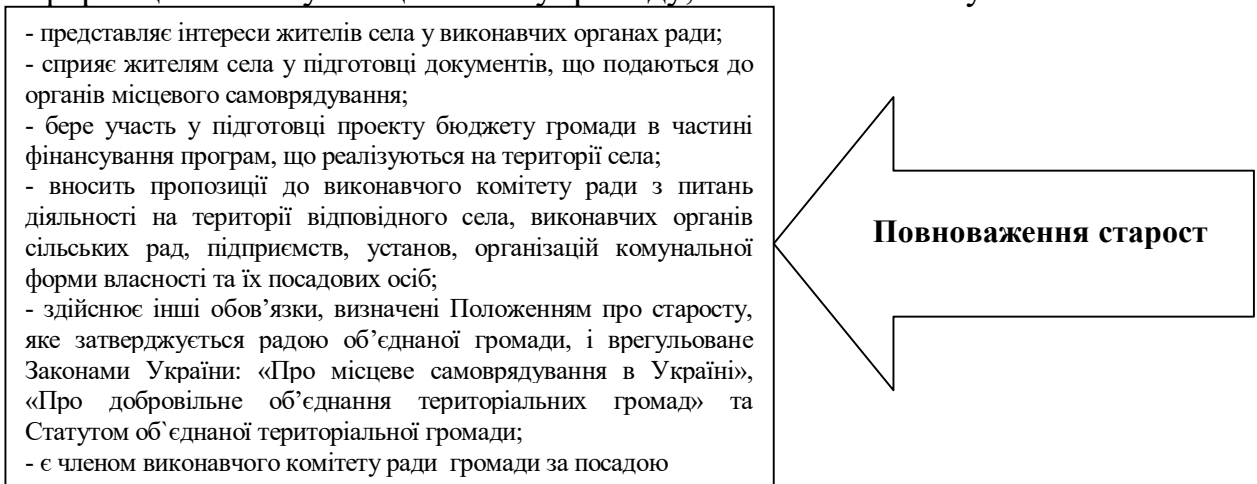 - представляє інтереси жителів села у виконавчих органах ради;
- сприяє жителям села у підготовці документів, що подаються до
органів місцевого самоврядування;
- бере участь у підготовці проекту бюджету громади в частині
фінансування програм, що реалізуються на території села;
- вносить пропозиції до виконавчого комітету ради з питань
діяльності на території відповідного села, виконавчих органів
сільських рад, підприємств, установ, організацій комунальної
форми власності та їх посадових осіб;
- здійснює інші обов’язки, визначені Положенням про старосту,
яке затверджується радою об’єднаної громади, і врегульоване
Законами України: «Про місцеве самоврядування в Україні»,
«Про добровільне об’єднання територіальних громад» та
Статутом об`єднаної територіальної громади;
- є членом виконавчого комітету ради громади за посадою
Повноваження старост